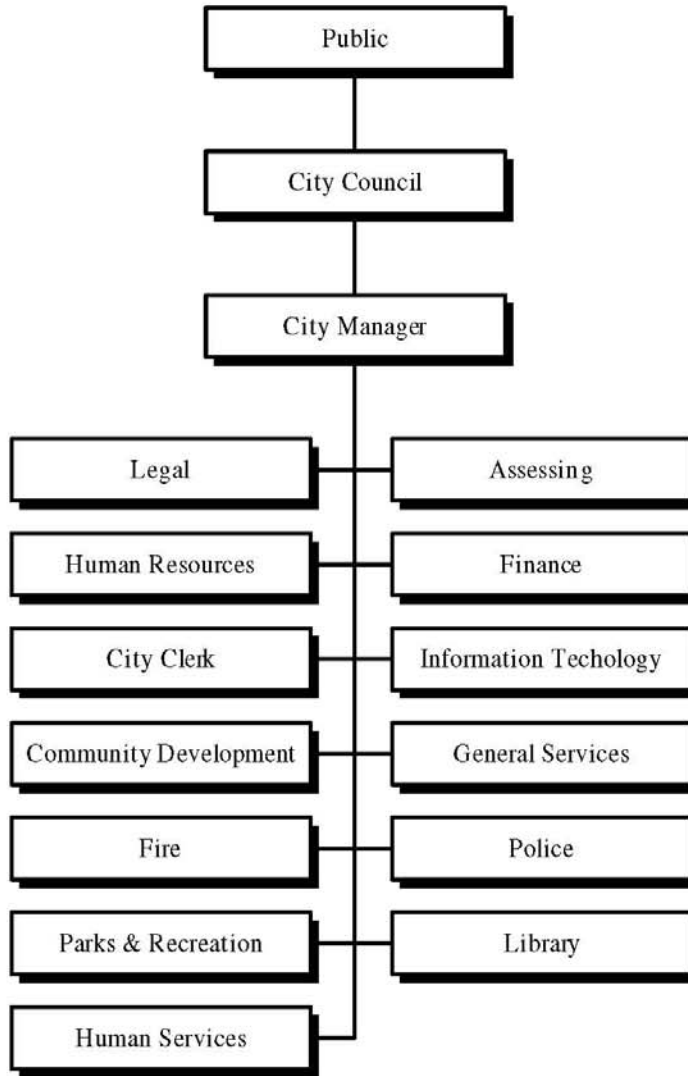 Public
City Council
City Manager
Legal
Assessing
Human Resources
Finance
City Clerk
Information Techology
Community Development
General Services
Fire
Police
Parks & Recreation
Library
Human Services